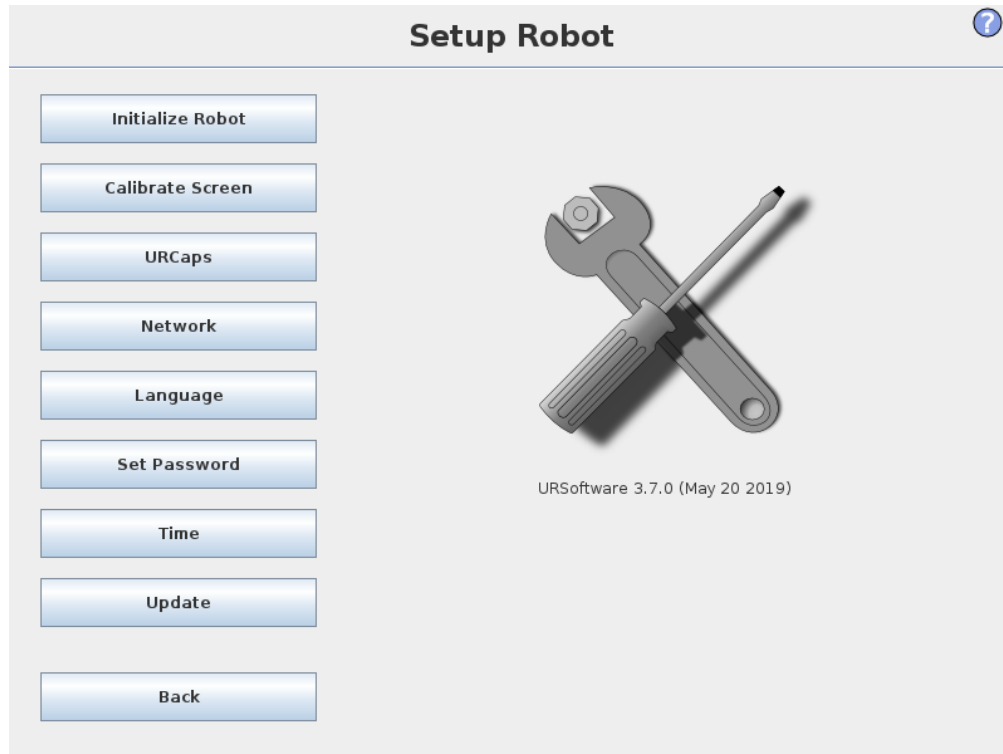 Setup Robot
?
Initialize Robot
Calibrate Screen
URCaps
Network
Language
Set Password
Time
Update
Back
URSoftware 3.7.0 (May 20 2019)